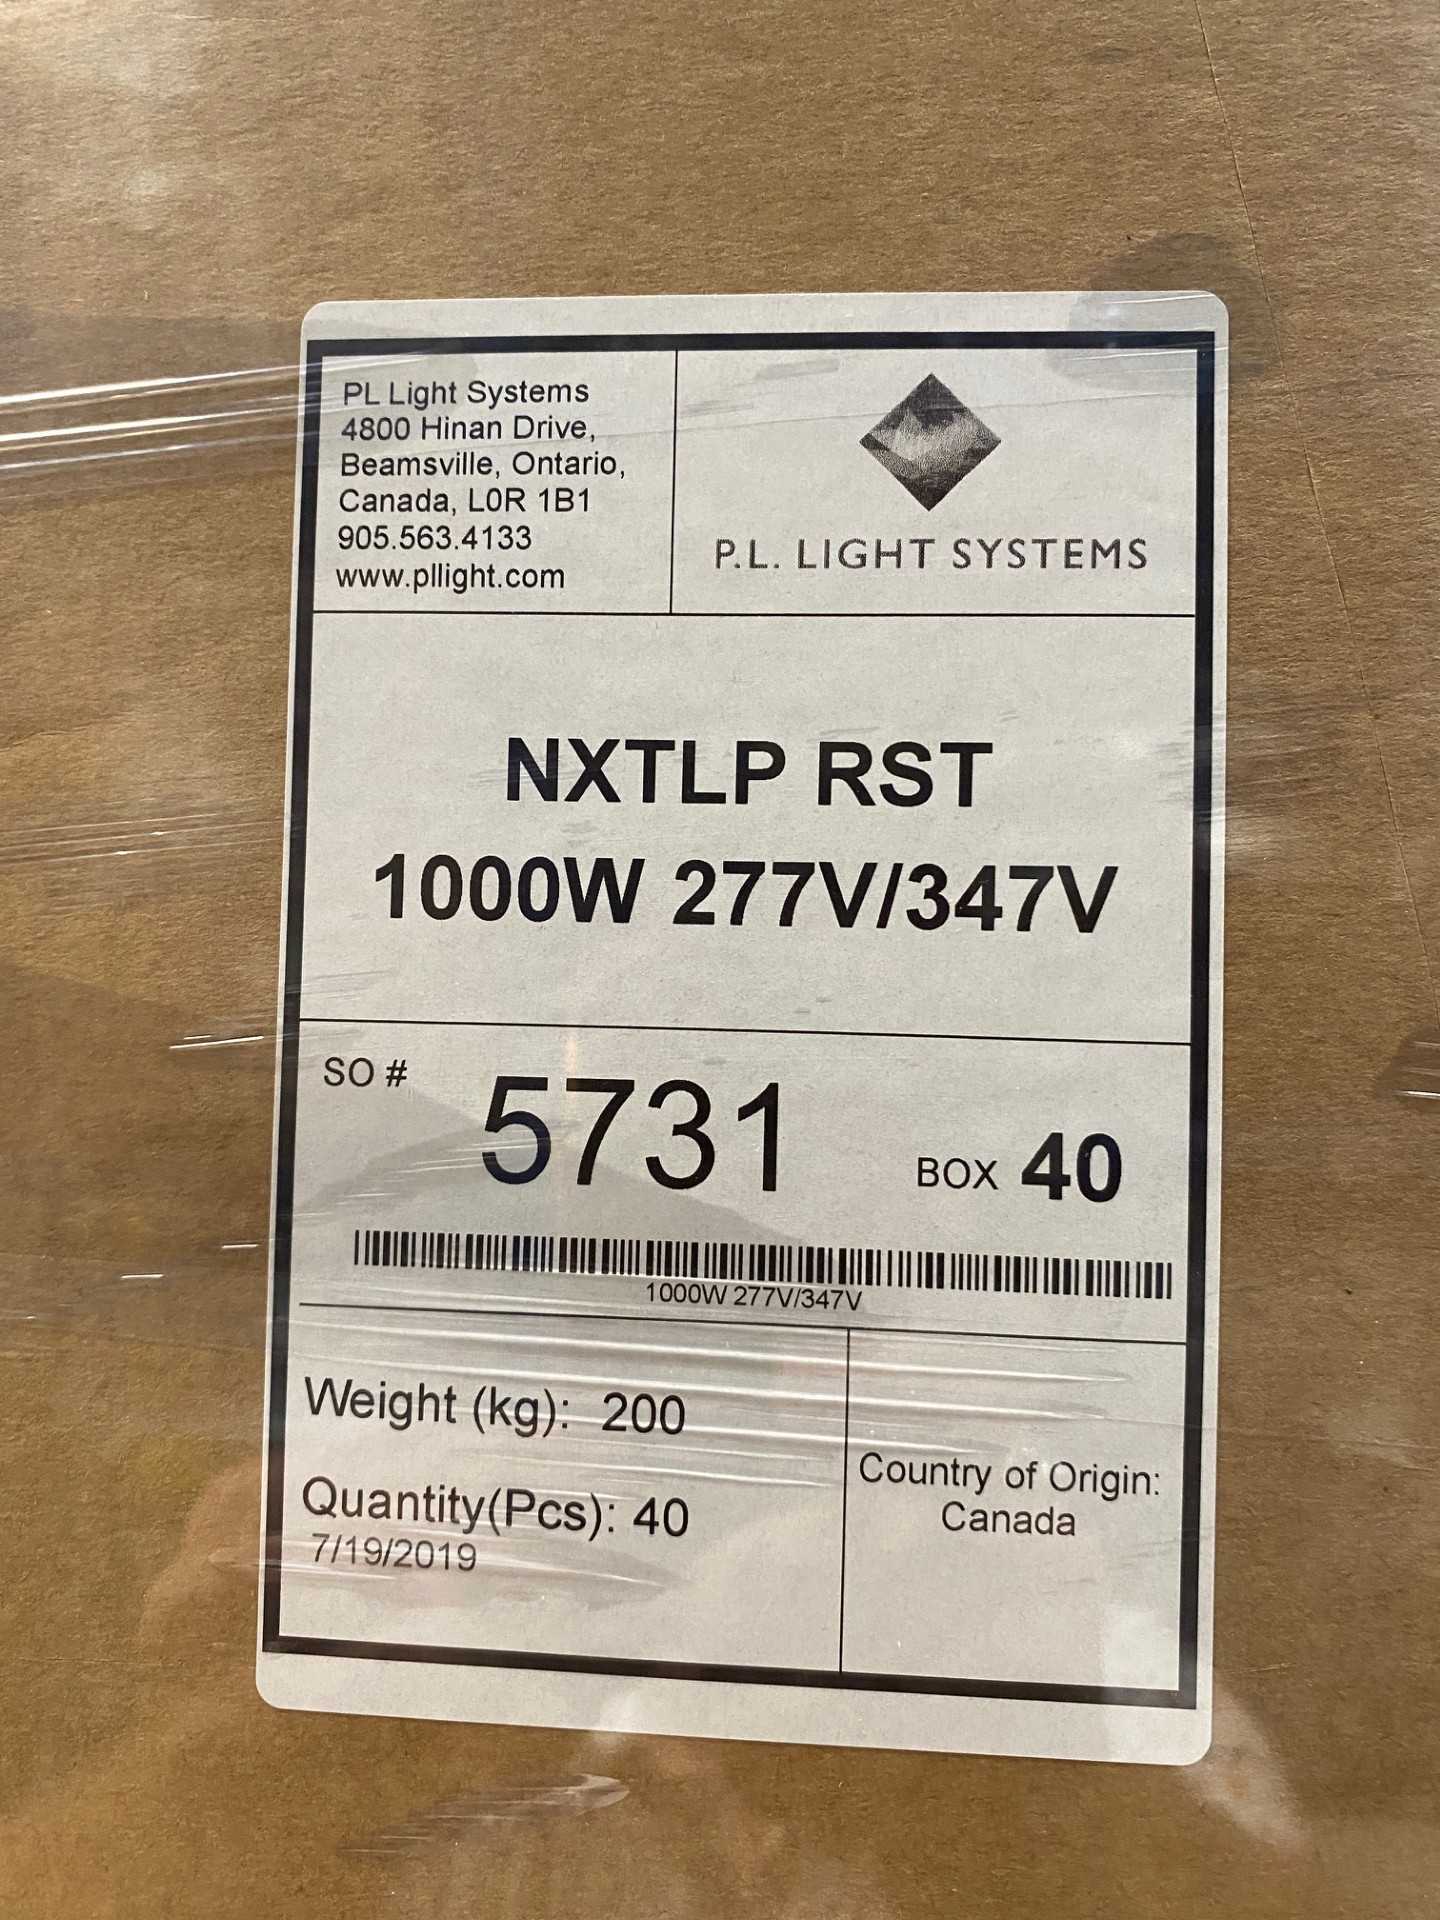 PL Light Systems
4800 Hinan Drive,
Beamsville, Ontario,
Canada, L0R 1B1
905.563.4133
www.pllight.com
P.L. LIGHT SYSTEMS
NXTLP RST
1000W 277V/347V
SO #
5731
BOX 40
1000W 277V/347V
Weight (kg): 200
Quantity(Pcs): 40
7/19/2019
Country of Origin:
Canada